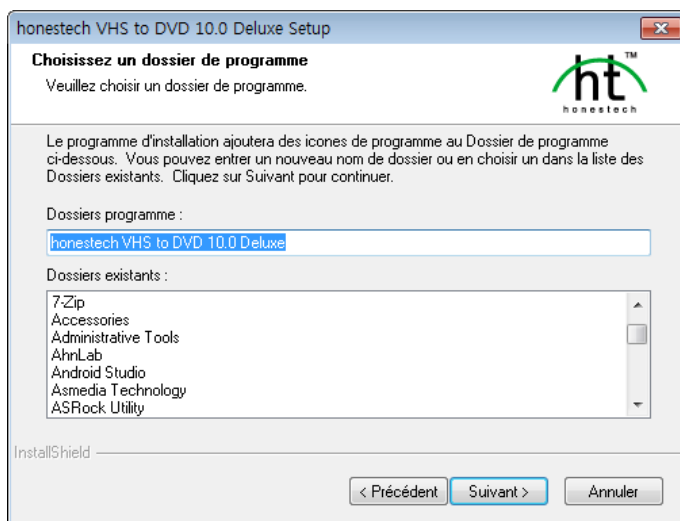 honestech VHS to DVD 10.0 Deluxe Setup
Choisissez un dossier de programme
Veuillez choisir un dossier de programme.
ht™
honestech
Le programme d'installation ajoutera des icones de programme au Dossier de programme
ci-dessous. Vous pouvez entrer un nouveau nom de dossier ou en choisir un dans la liste des
Dossiers existants. Cliquez sur Suivant pour continuer.
Dossiers programme :
honestech VHS to DVD 10.0 Deluxe
Dossiers existants :
7-Zip
Accessories
Administrative Tools
AhnLab
Android Studio
Asmedia Technology
ASRock Utility
InstallShield
< Précédent
Suivant >
Annuler